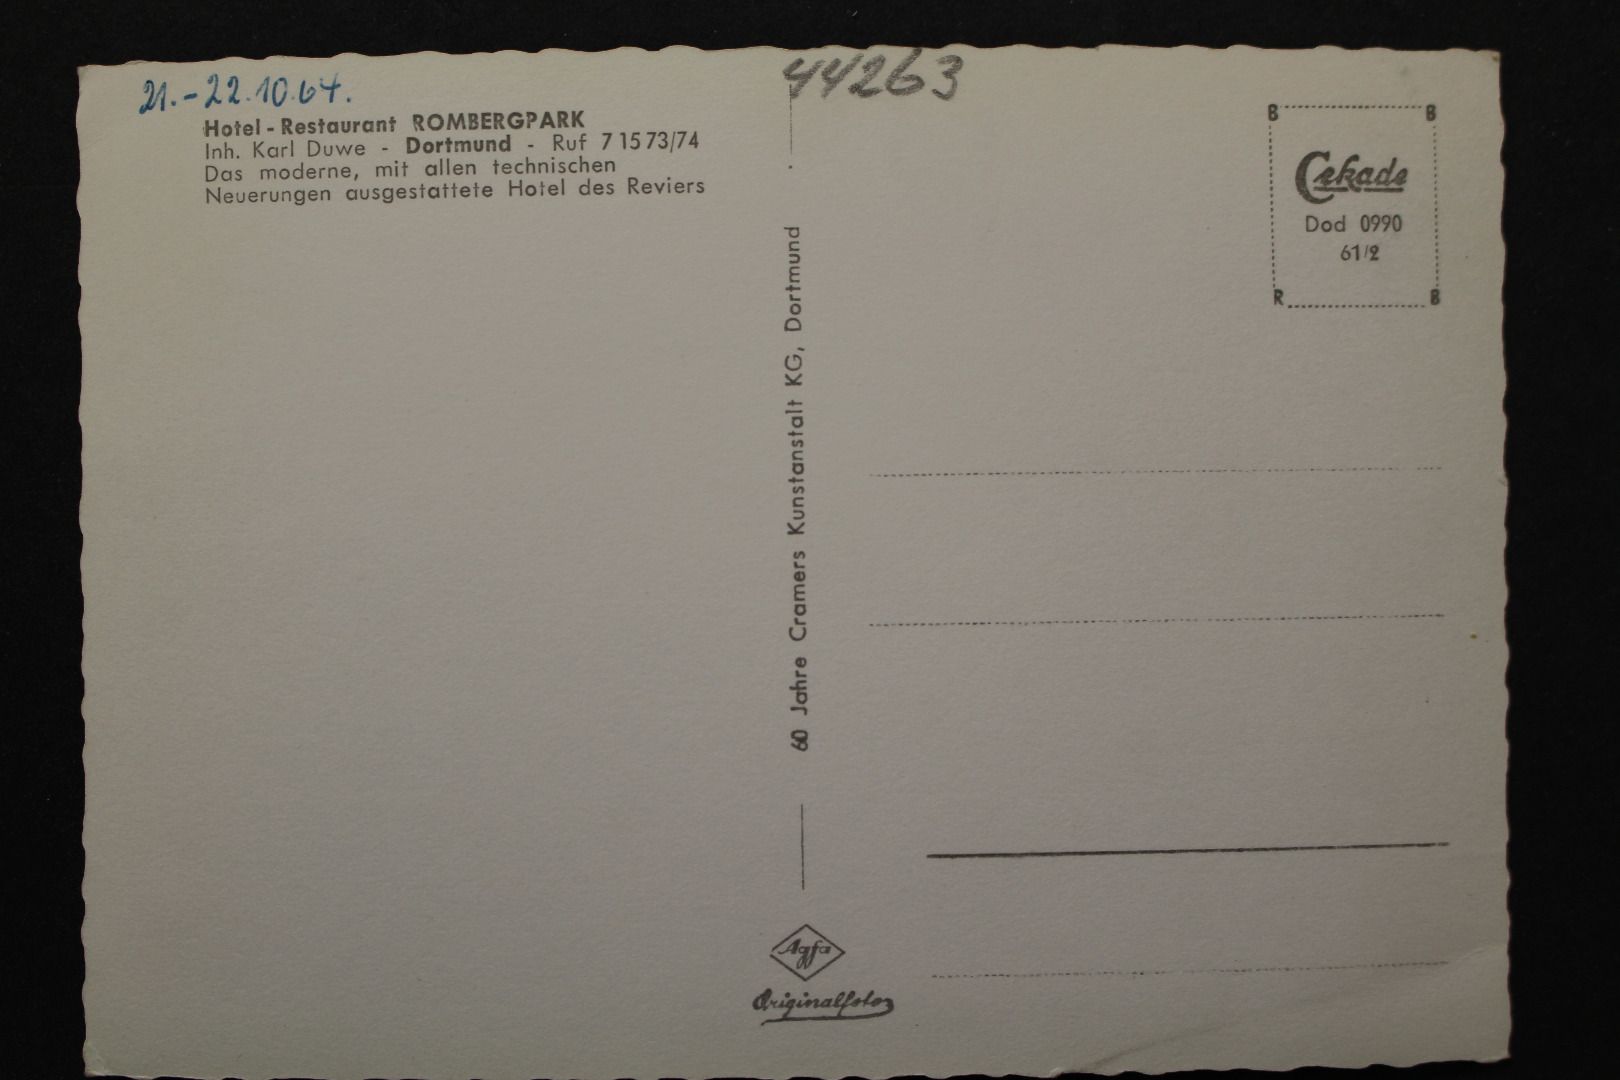 21.-22.10.64.
44263
Hotel - Restaurant ROMBERGPARK
Inh. Karl Duwe - Dortmund - Ruf 7 15 73/74
Das moderne, mit allen technischen
Neuerungen ausgestattete Hotel des Reviers
B B
Cekade
Dod 0990
61/2
R B
60 Jahre Cramers Kunstanstalt KG, Dortmund
Agfa
Originalfoto